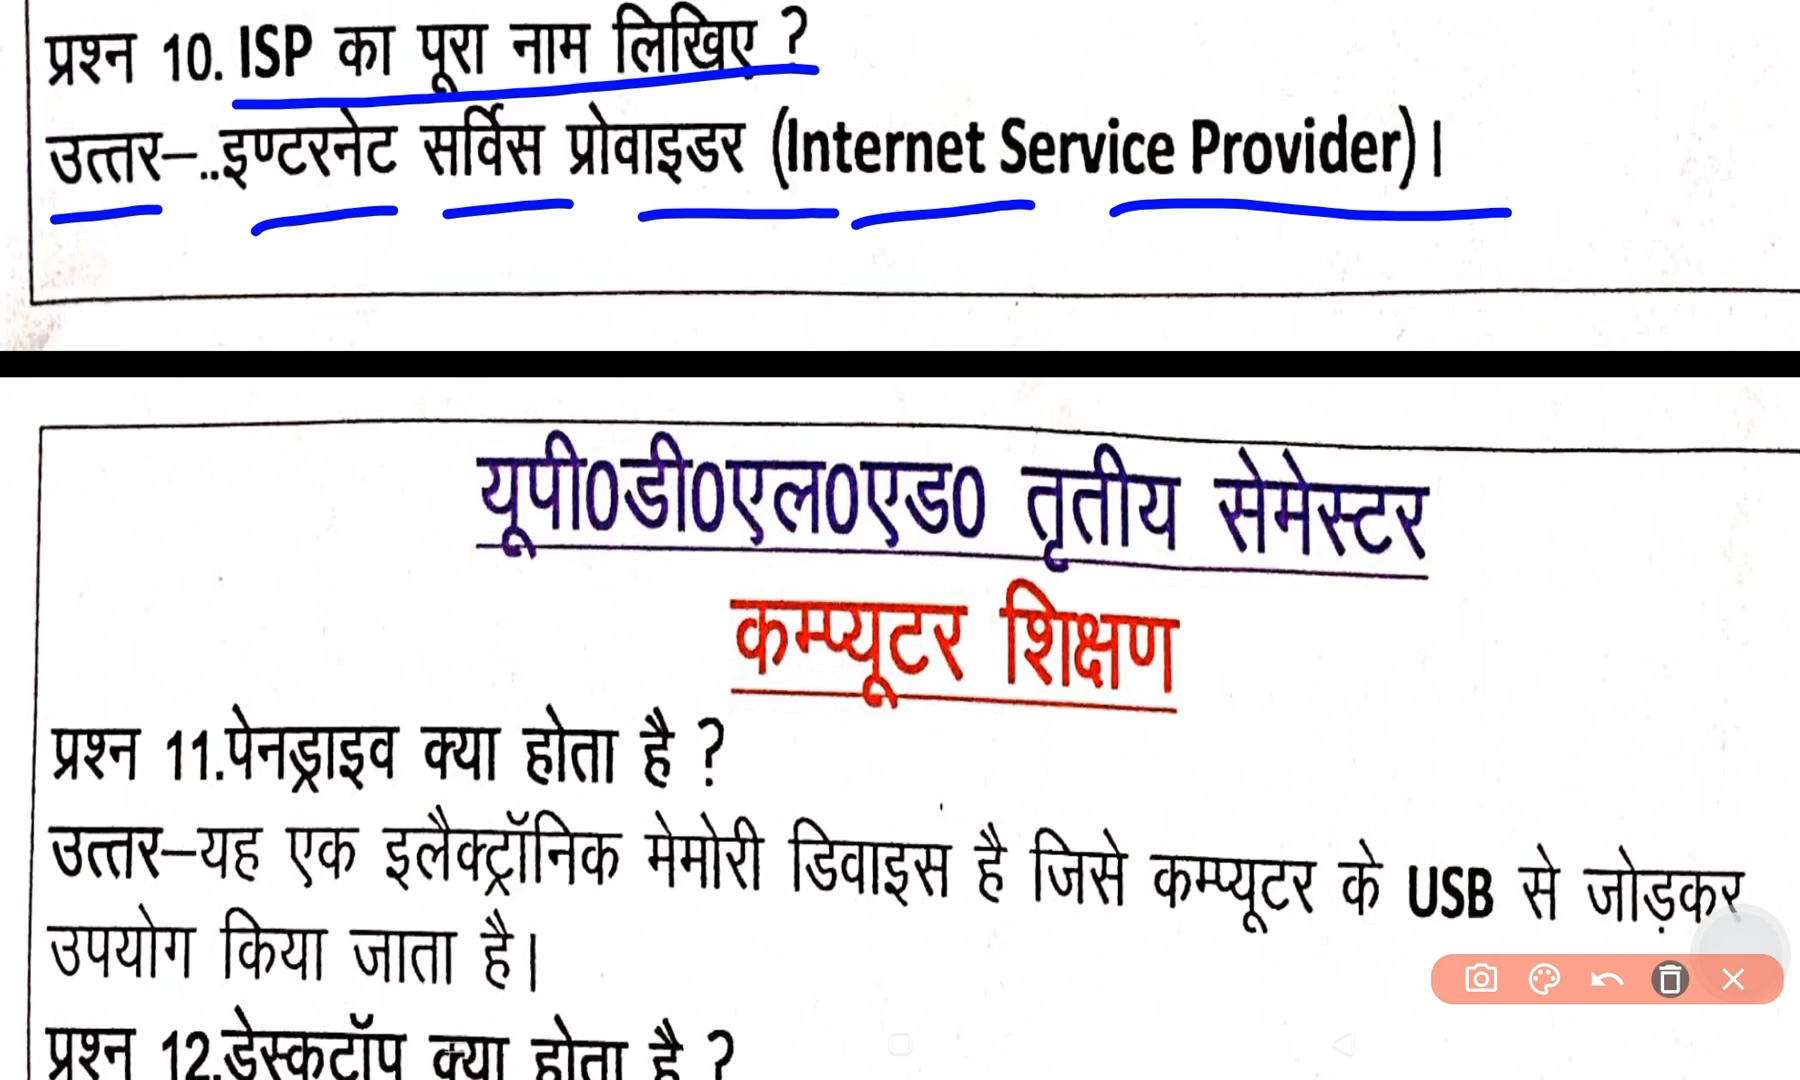 प्रश्न 10. ISP का पूरा नाम लिखिए ?
उत्तर–..इण्टरनेट सर्विस प्रोवाइडर (Internet Service Provider)।
यूपी0डी0एल0एड0 तृतीय सेमेस्टर
कम्प्यूटर शिक्षण
प्रश्न 11.पेनड्राइव क्या होता है ?
उत्तर–यह एक इलैक्ट्रॉनिक मेमोरी डिवाइस है जिसे कम्प्यूटर के USB से जोड़कर
उपयोग किया जाता है।
प्रश्न 12.डेस्कटॉप क्या होता है ?